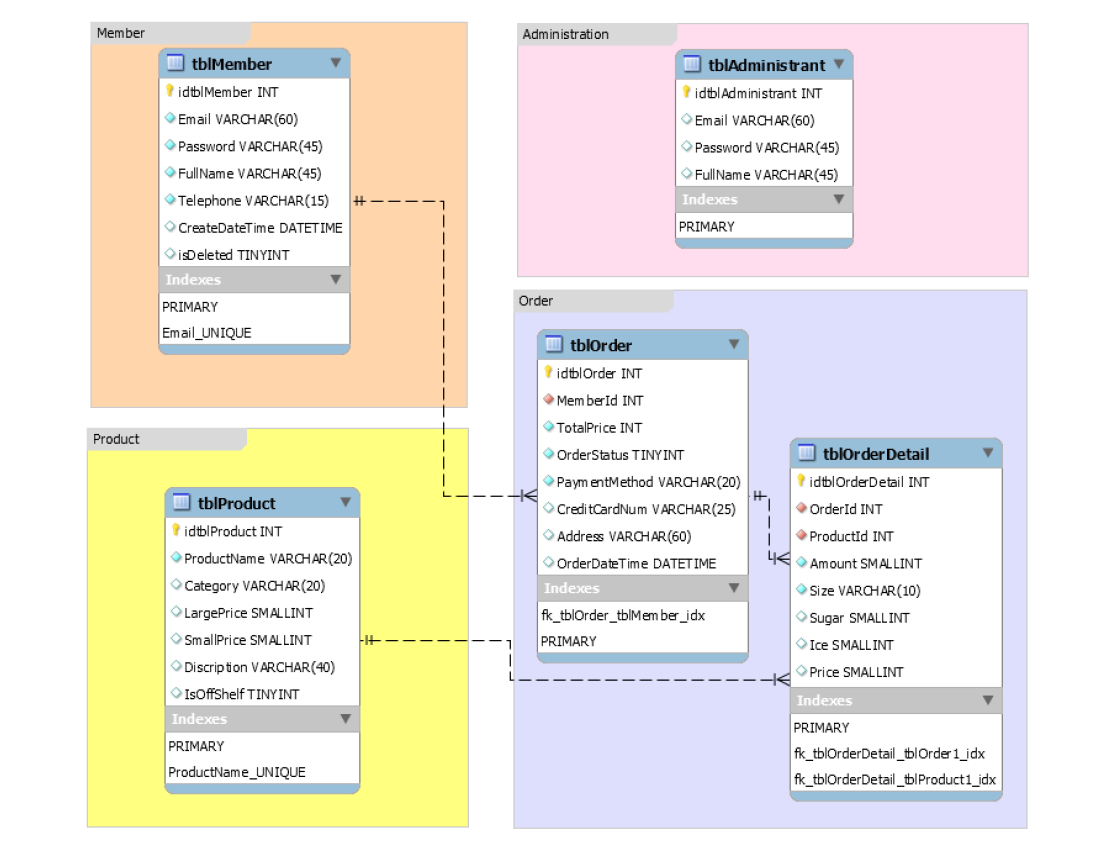 Member
tblMember
idtblMember INT
Email VARCHAR(60)
Password VARCHAR(45)
FullName VARCHAR(45)
Telephone VARCHAR(15)
CreateDateTime DATETIME
isDeleted TINYINT
Indexes
PRIMARY
Email_UNIQUE
Administration
tblAdministrant
idtblAdministrant INT
Email VARCHAR(60)
Password VARCHAR(45)
FullName VARCHAR(45)
Indexes
PRIMARY
Product
tblProduct
idtblProduct INT
ProductName VARCHAR(20)
Category VARCHAR(20)
LargePrice SMALLINT
SmallPrice SMALLINT
Discription VARCHAR(40)
IsOffShelf TINYINT
Indexes
PRIMARY
ProductName_UNIQUE
Order
tblOrder
idtblOrder INT
MemberId INT
TotalPrice INT
OrderStatus TINYINT
PaymentMethod VARCHAR(20)
CreditCardNum VARCHAR(25)
Address VARCHAR(60)
OrderDateTime DATETIME
Indexes
fk_tblOrder_tblMember_idx
PRIMARY
tblOrderDetail
idtblOrderDetail INT
OrderId INT
ProductId INT
Amount SMALLINT
Size VARCHAR(10)
Sugar SMALLINT
Ice SMALLINT
Price SMALLINT
Indexes
PRIMARY
fk_tblOrderDetail_tblOrder1_idx
fk_tblOrderDetail_tblProduct1_idx